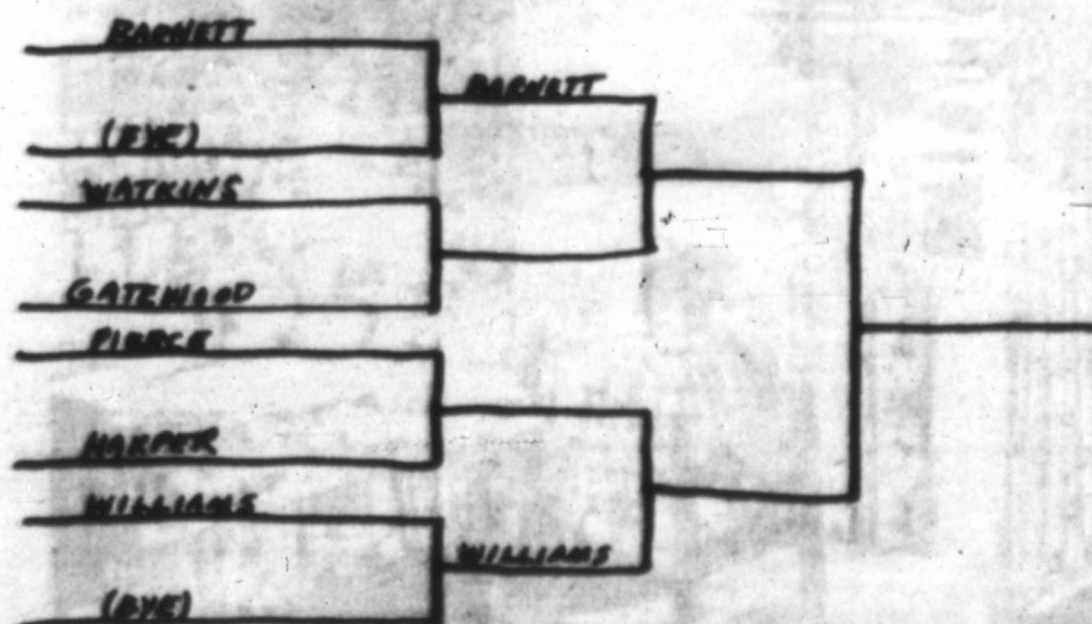 BARNETT
BARNETT
(BYE)
WATKINS
GATEWOOD
PIERCE
HARPER
WILLIAMS
WILLIAMS
(BYE)